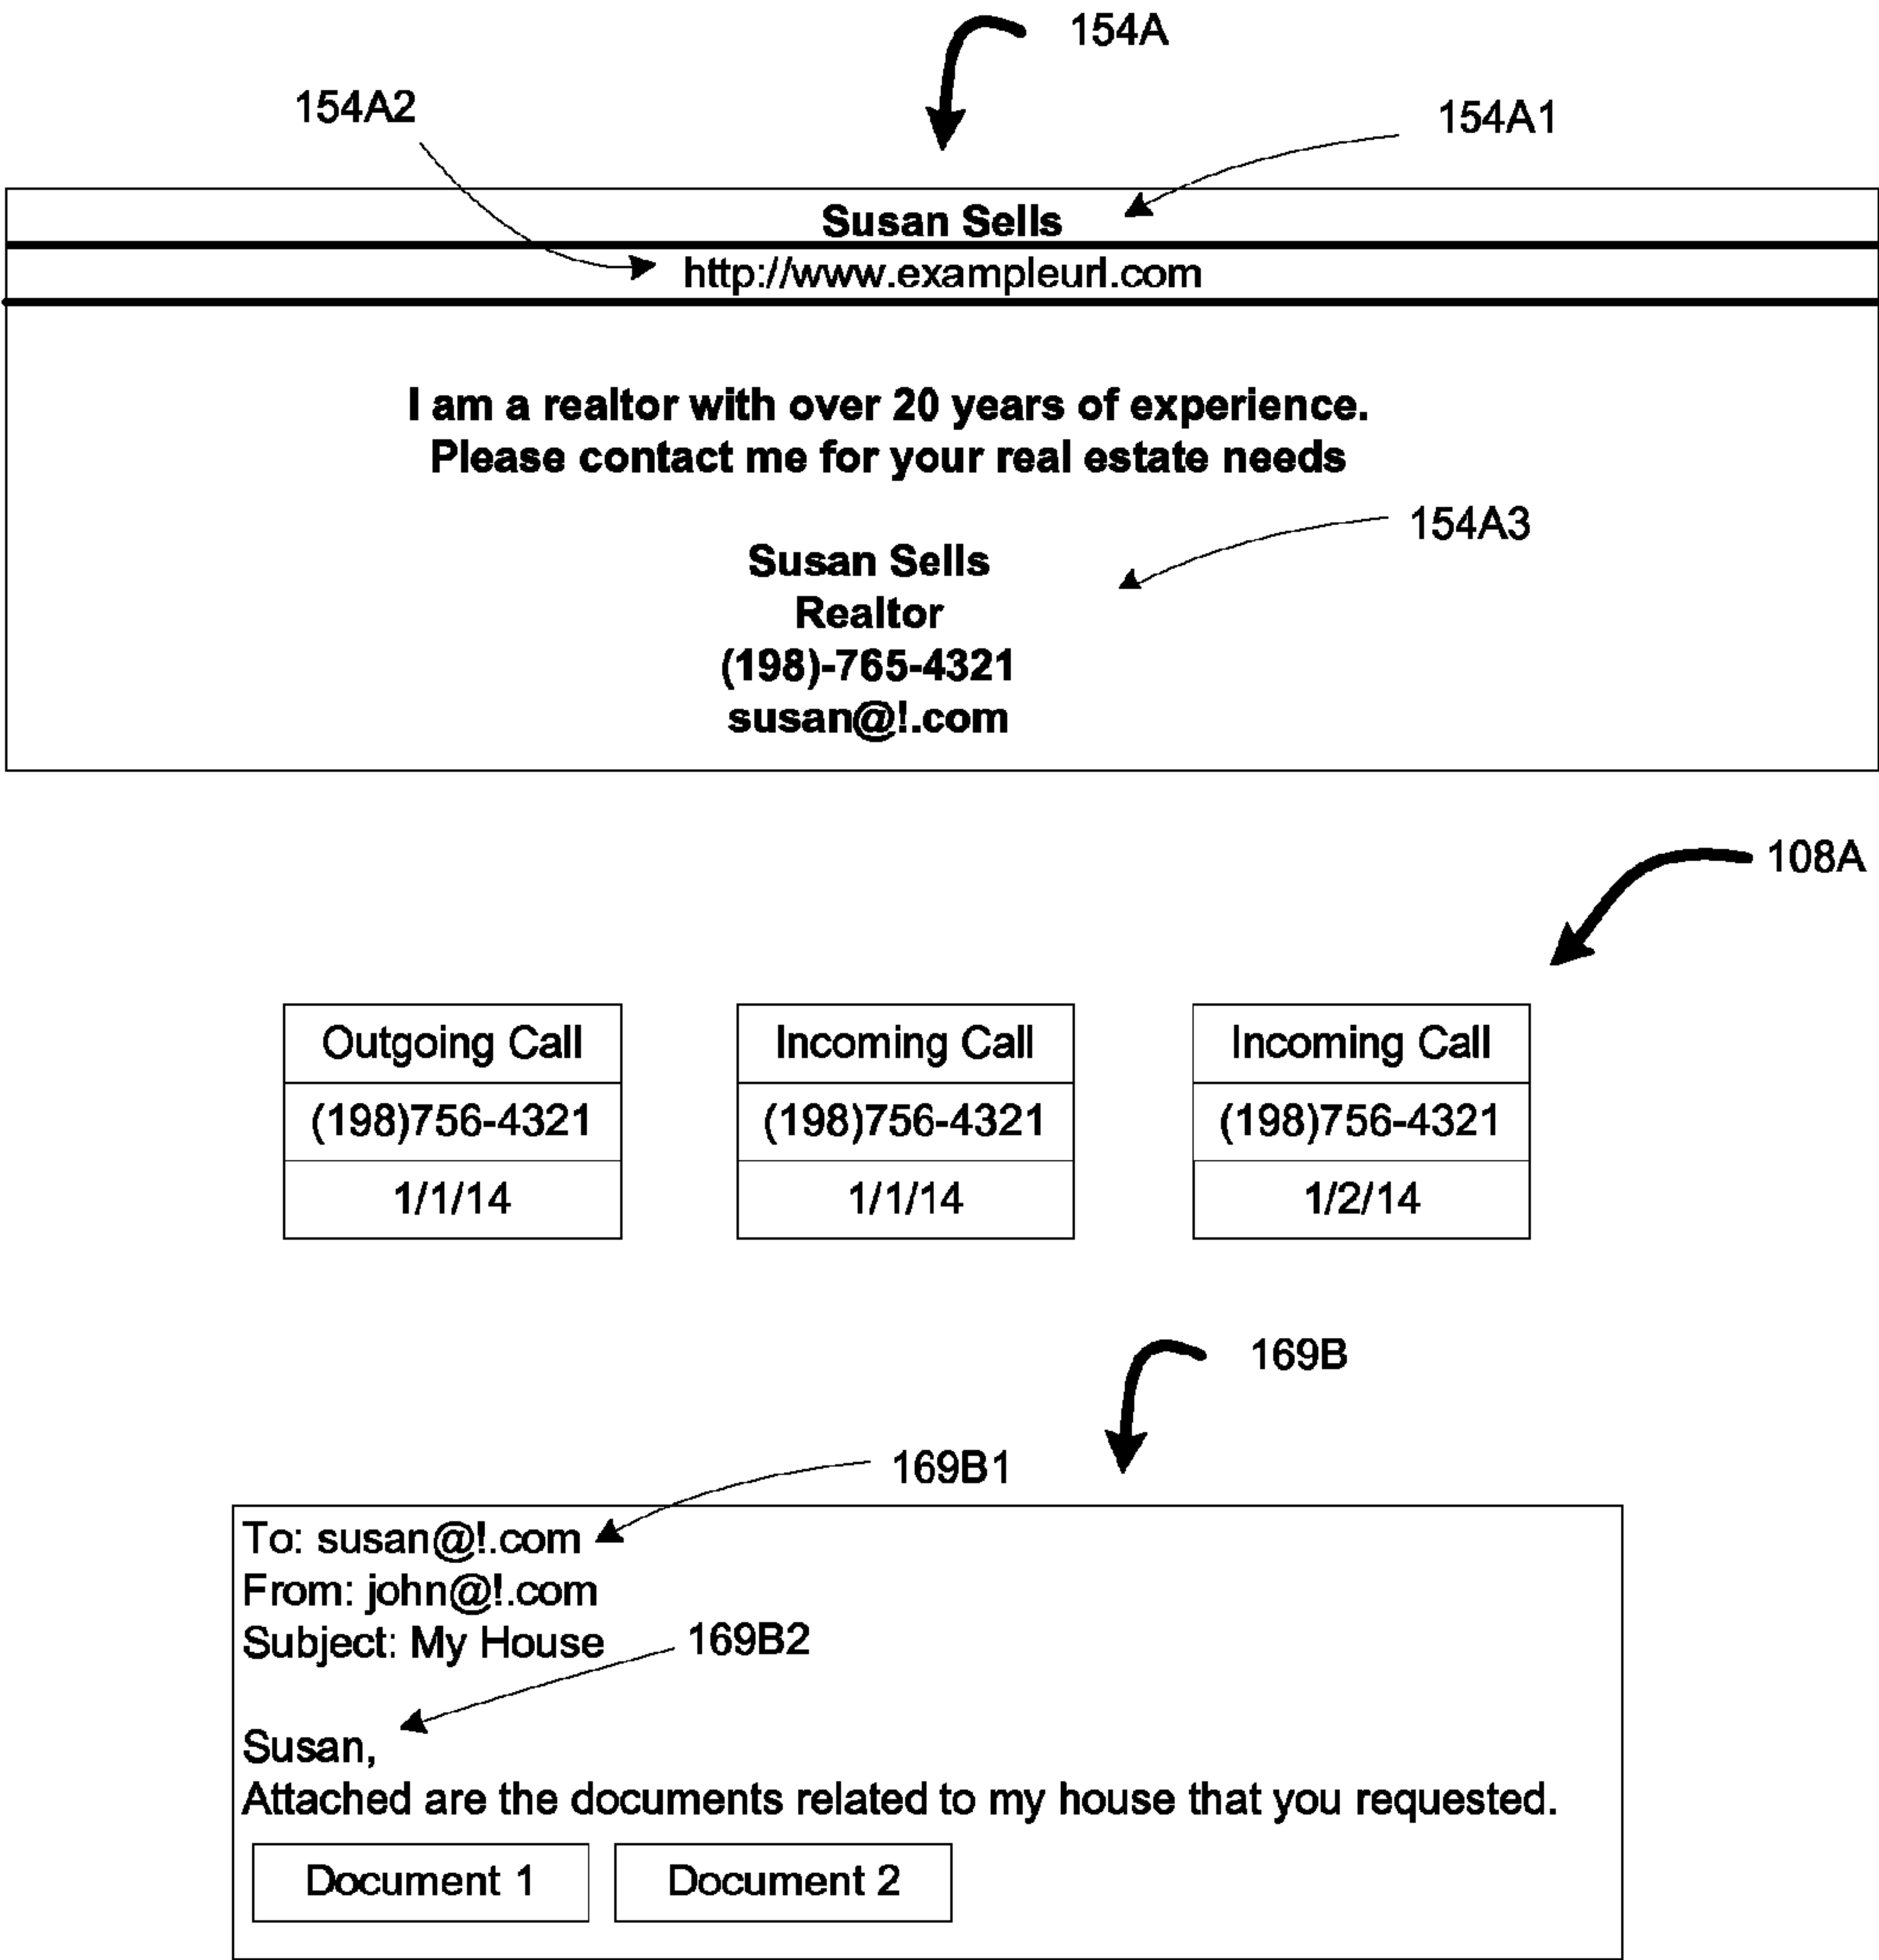 154A
154A2
154A1
Susan Sells
http://www.exampleurl.com
I am a realtor with over 20 years of experience.
Please contact me for your real estate needs
154A3
Susan Sells
Realtor
(198)-765-4321
susan@!.com
108A
Outgoing Call
(198)756-4321
1/1/14
Incoming Call
(198)756-4321
1/1/14
Incoming Call
(198)756-4321
1/2/14
169B
169B1
To: susan@!.com
From: john@!.com
Subject: My House
169B2
Susan,
Attached are the documents related to my house that you requested.
Document 1
Document 2